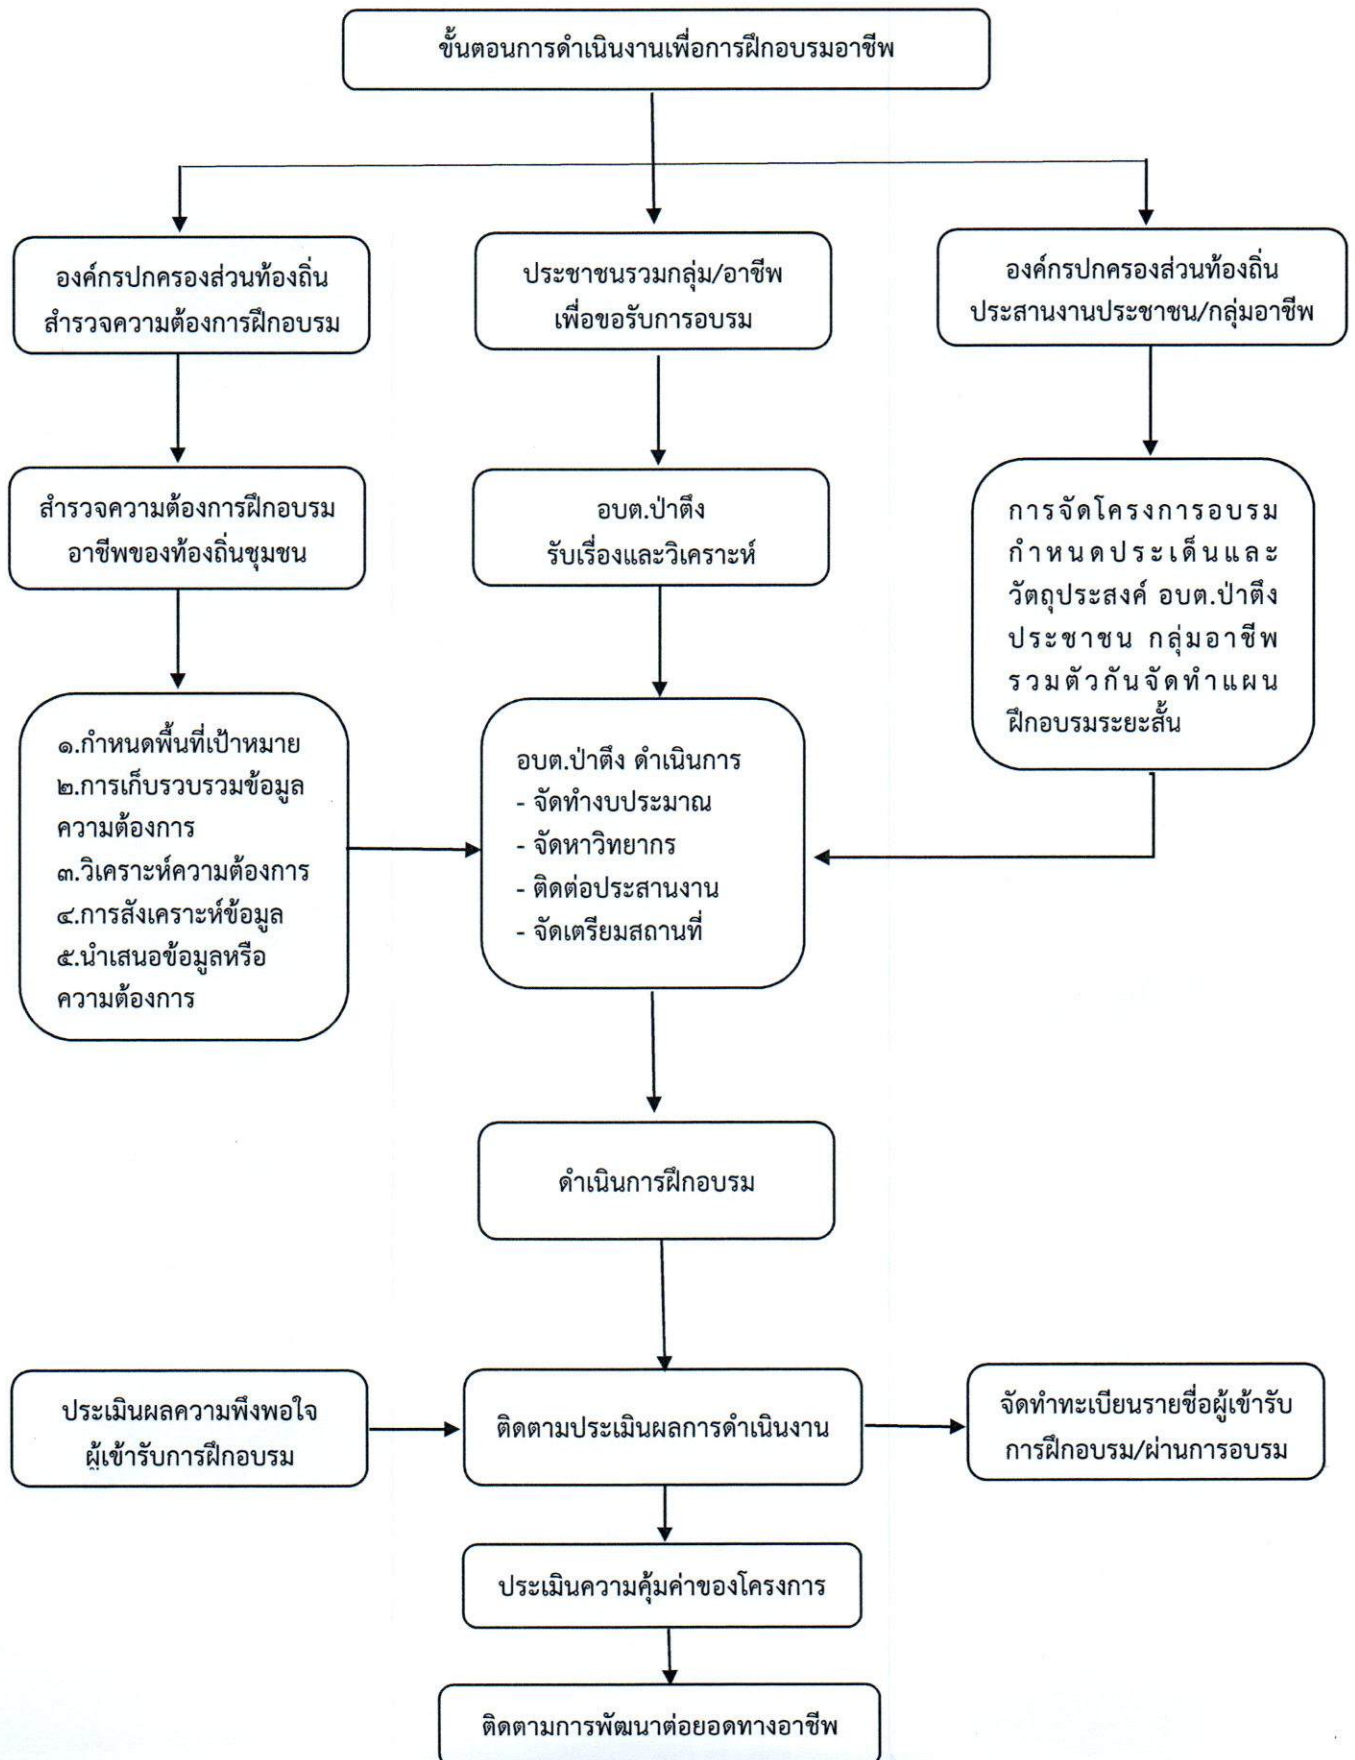 ขั้นตอนการดำเนินงานเพื่อการฝึกอบรมอาชีพ
องค์กรปกครองส่วนท้องถิ่น
สำรวจความต้องการฝึกอบรม
ประชาชนรวมกลุ่ม/อาชีพ
เพื่อขอรับการอบรม
องค์กรปกครองส่วนท้องถิ่น
ประสานงานประชาชน/กลุ่มอาชีพ
สำรวจความต้องการฝึกอบรม
อาชีพของท้องถิ่นชุมชน
อบต.ป่าตึง
รับเรื่องและวิเคราะห์
การจัดโครงการอบรม
กำหนดประเด็นและ
วัตถุประสงค์ อบต.ป่าตึง
ประชาชน กลุ่มอาชีพ
รวมตัวกันจัดทำแผน
ฝึกอบรมระยะสั้น
๑.กำหนดพื้นที่เป้าหมาย
๒.การเก็บรวบรวมข้อมูล
ความต้องการ
๓.วิเคราะห์ความต้องการ
๔.การสังเคราะห์ข้อมูล
๕.นำเสนอข้อมูลหรือ
ความต้องการ
อบต.ป่าตึง ดำเนินการ
- จัดทำงบประมาณ
- จัดหาวิทยากร
- ติดต่อประสานงาน
- จัดเตรียมสถานที่
ดำเนินการฝึกอบรม
ประเมินผลความพึงพอใจ
ผู้เข้ารับการฝึกอบรม
ติดตามประเมินผลการดำเนินงาน
จัดทำทะเบียนรายชื่อผู้เข้ารับ
การฝึกอบรม/ผ่านการอบรม
ประเมินความคุ้มค่าของโครงการ
ติดตามการพัฒนาต่อยอดทางอาชีพ